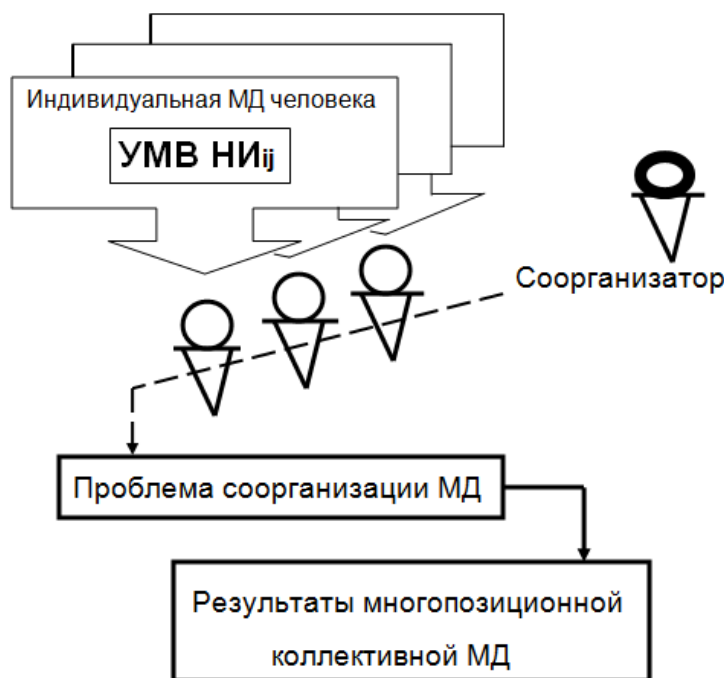 Индивидуальная МД человека
УМВ НИij
Соорганизатор
Проблема соорганизации МД
Результаты многопозиционной
коллективной МД